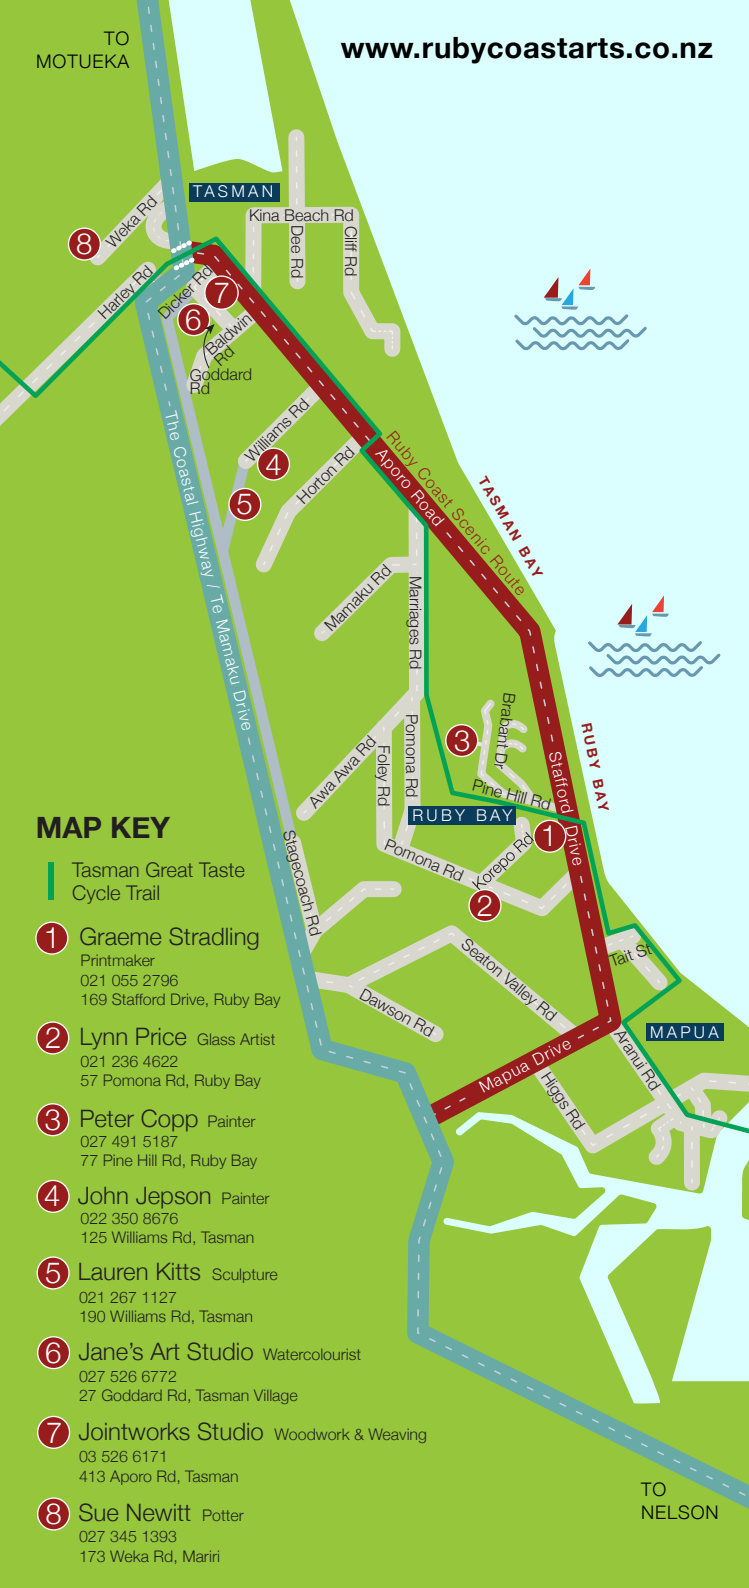 TO
MOTUEKA
www.rubycoastarts.co.nz
TASMAN
Weka Rd
8
Kina Beach Rd
Dee Rd
Cliff Rd
Harley Rd
Dicker Rd
7
6
Baldwin
Rd
Goddard
Rd
Williams Rd
4
Horton Rd
5
Aporo Road
Ruby Coast Scenic Route
TASMAN BAY
The Coastal Highway / Te Mamaku Drive
Mamaku Rd
Marriages Rd
Brabant Dr
3
Pomona Rd
Foley Rd
Awa Awa Rd
Pine Hill Rd
Stafford Drive
RUBY BAY
RUBY BAY
1
Korepo Rd
Pomona Rd
2
Stagecoach Rd
Seaton Valley Rd
Tait St
Dawson Rd
MAPUA
Mapua Drive
Aranui Rd
Higgs Rd
MAP KEY
Tasman Great Taste
Cycle Trail
1 Graeme Stradling
Printmaker
021 055 2796
169 Stafford Drive, Ruby Bay
2 Lynn Price Glass Artist
021 236 4622
57 Pomona Rd, Ruby Bay
3 Peter Copp Painter
027 491 5187
77 Pine Hill Rd, Ruby Bay
4 John Jepson Painter
022 350 8676
125 Williams Rd, Tasman
5 Lauren Kitts Sculpture
021 267 1127
190 Williams Rd, Tasman
6 Jane's Art Studio Watercolourist
027 526 6772
27 Goddard Rd, Tasman Village
7 Jointworks Studio Woodwork & Weaving
03 526 6171
413 Aporo Rd, Tasman
8 Sue Newitt Potter
027 345 1393
173 Weka Rd, Mariri
TO
NELSON